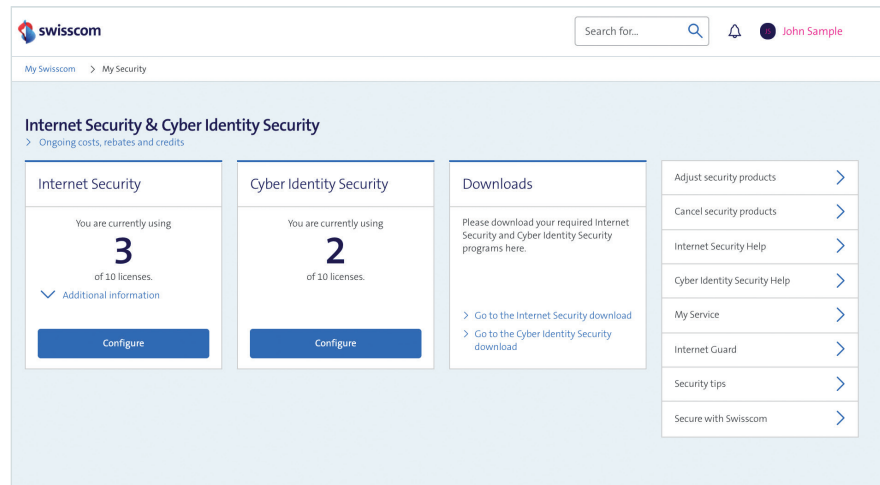 swisscom
Search for...
JS
John Sample
My Swisscom > My Security
Internet Security & Cyber Identity Security
> Ongoing costs, rebates and credits
Internet Security
You are currently using
3
of 10 licenses.
Additional information
Configure
Cyber Identity Security
You are currently using
2
of 10 licenses.
Configure
Downloads
Please download your required Internet
Security and Cyber Identity Security
programs here.
> Go to the Internet Security download
> Go to the Cyber Identity Security
download
Adjust security products
Cancel security products
Internet Security Help
Cyber Identity Security Help
My Service
Internet Guard
Security tips
Secure with Swisscom